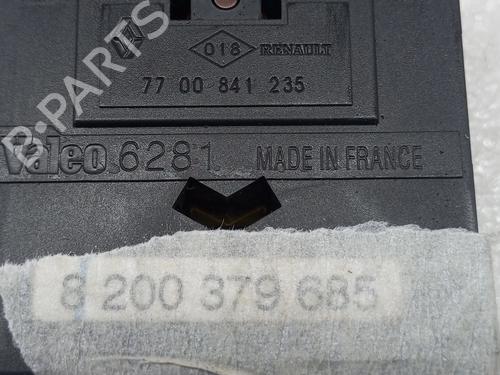 018 RENAULT
77 00 841 235
Valeo 6281 MADE IN FRANCE
8 200 379 685
B-PARTS